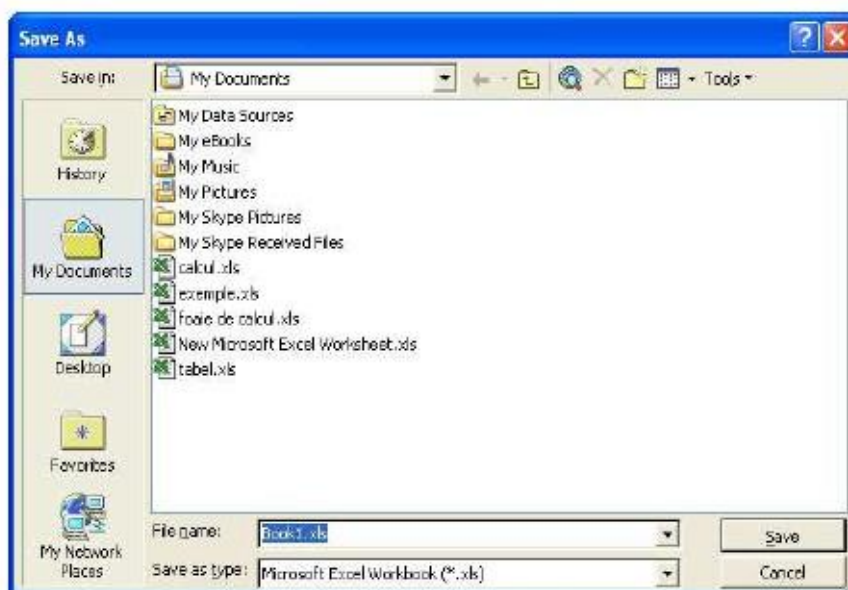 Save As
Save in: My Documents Tools
My Data Sources
My eBooks
My Music
My Pictures
My Skype Pictures
My Skype Received Files
calcul.xls
exemple.xls
foaie de calcul.xls
New Microsoft Excel Worksheet.xls
tabel.xls
History
My Documents
Desktop
Favorites
My Network
Places
File name: Book1.xls Save
Save as type: Microsoft Excel Workbook (*.xls) Cancel